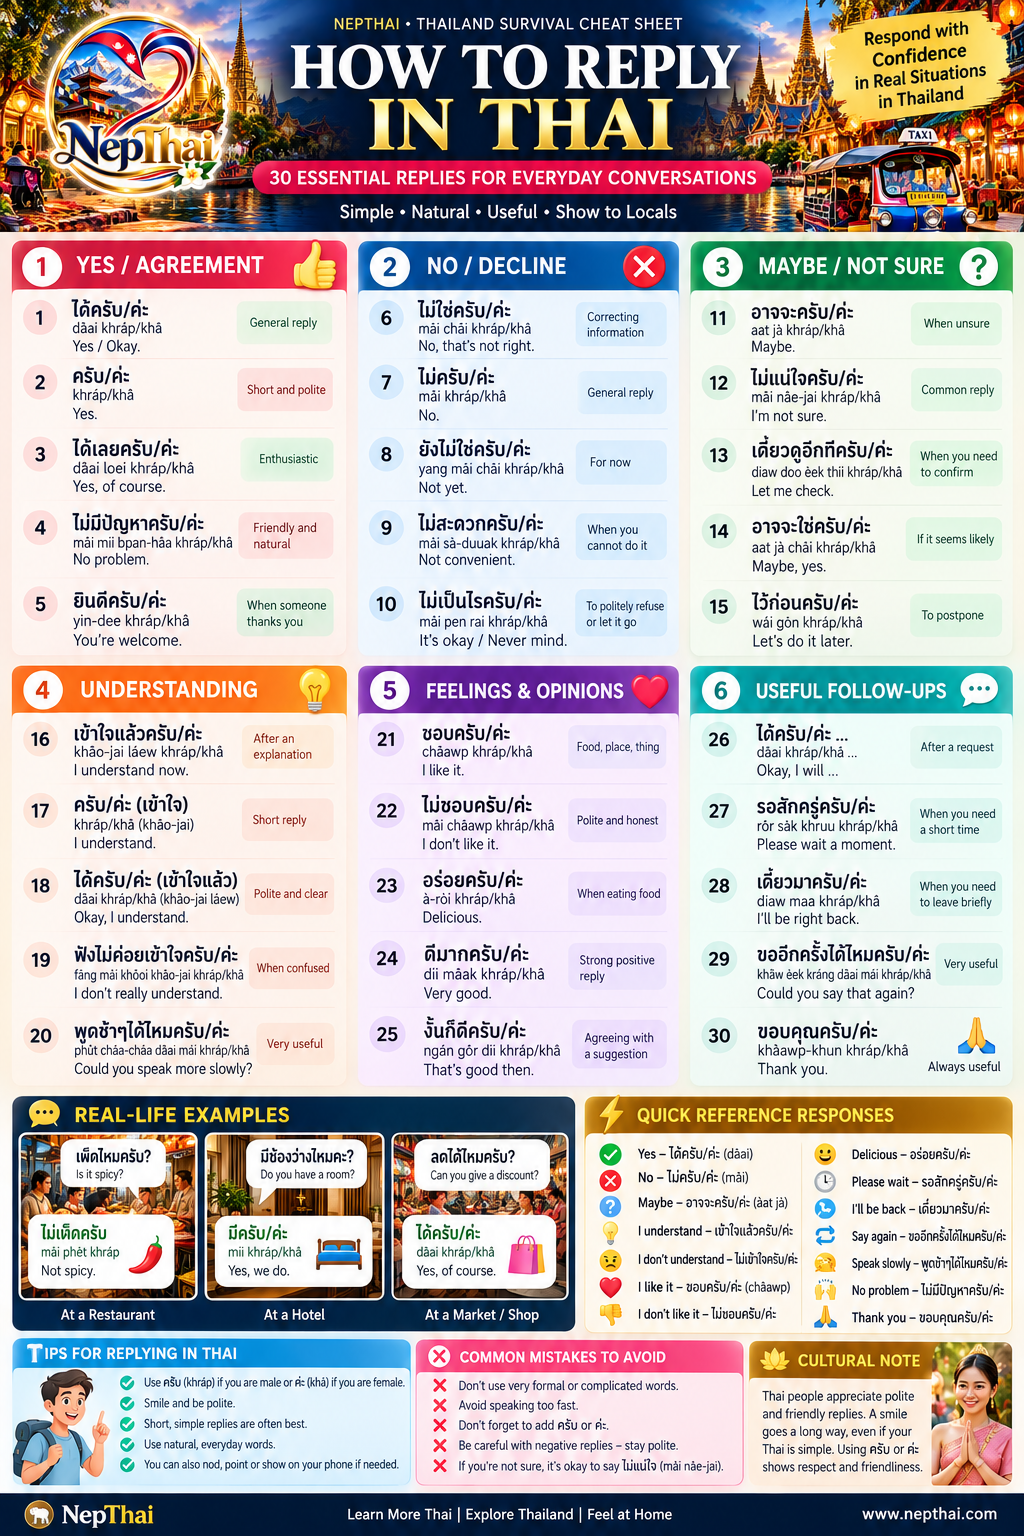 NEPTHAI • THAILAND SURVIVAL CHEAT SHEET
HOW TO REPLY
IN THAI
30 ESSENTIAL REPLIES FOR EVERYDAY CONVERSATIONS
Simple • Natural • Useful • Show to Locals
NepThai
Respond with
Confidence
in Real Situations
in Thailand
TAXI
1 YES / AGREEMENT
1
ได้ครับ/ค่ะ
dâai khráp/khâ
Yes / Okay.
General reply
2
ครับ/ค่ะ
khráp/khâ
Yes.
Short and polite
3
ได้เลยครับ/ค่ะ
dâai loei khráp/khâ
Yes, of course.
Enthusiastic
4
ไม่มีปัญหาครับ/ค่ะ
mâi mii bpan-hăa khráp/khâ
No problem.
Friendly and
natural
5
ยินดีครับ/ค่ะ
yin-dee khráp/khâ
You're welcome.
When someone
thanks you
2 NO / DECLINE
6
ไม่ใช่ครับ/ค่ะ
mâi châi khráp/khâ
No, that's not right.
Correcting
information
7
ไม่ครับ/ค่ะ
mâi khráp/khâ
No.
General reply
8
ยังไม่ใช่ครับ/ค่ะ
yang mâi châi khráp/khâ
Not yet.
For now
9
ไม่สะดวกครับ/ค่ะ
mâi sà-duuak khráp/khâ
Not convenient.
When you
cannot do it
10
ไม่เป็นไรครับ/ค่ะ
mâi pen rai khráp/khâ
It's okay / Never mind.
To politely refuse
or let it go
3 MAYBE / NOT SURE
11
อาจจะครับ/ค่ะ
aat jà khráp/khâ
Maybe.
When unsure
12
ไม่แน่ใจครับ/ค่ะ
mâi nâe-jai khráp/khâ
I'm not sure.
Common reply
13
เดี๋ยวดูอีกทีครับ/ค่ะ
diaw doo èek thii khráp/khâ
Let me check.
When you need
to confirm
14
อาจจะใช่ครับ/ค่ะ
aat jà châi khráp/khâ
Maybe, yes.
If it seems likely
15
ไว้ก่อนครับ/ค่ะ
wái gòn khráp/khâ
Let's do it later.
To postpone
4 UNDERSTANDING
16
เข้าใจแล้วครับ/ค่ะ
khâo-jai láew khráp/khâ
I understand now.
After an
explanation
17
ครับ/ค่ะ (เข้าใจ)
khráp/khâ (khâo-jai)
I understand.
Short reply
18
ได้ครับ/ค่ะ (เข้าใจแล้ว)
dâai khráp/khâ (khâo-jai láew)
Okay, I understand.
Polite and clear
19
ฟังไม่ค่อยเข้าใจครับ/ค่ะ
fang mâi khôoi khâo-jai khráp/khâ
I don't really understand.
When confused
20
พูดช้าๆได้ไหมครับ/ค่ะ
phût cháa-cháa dâai mái khráp/khâ
Could you speak more slowly?
Very useful
5 FEELINGS & OPINIONS
21
ชอบครับ/ค่ะ
châawp khráp/khâ
I like it.
Food, place, thing
22
ไม่ชอบครับ/ค่ะ
mâi châawp khráp/khâ
I don't like it.
Polite and honest
23
อร่อยครับ/ค่ะ
à-ròi khráp/khâ
Delicious.
When eating food
24
ดีมากครับ/ค่ะ
dii mâak khráp/khâ
Very good.
Strong positive
reply
25
งั้นก็ดีครับ/ค่ะ
ngán gôr dii khráp/khâ
That's good then.
Agreeing with
a suggestion
6 USEFUL FOLLOW-UPS
26
ได้ครับ/ค่ะ ...
dâai khráp/khâ ...
Okay, I will ...
After a request
27
รอสักครู่ครับ/ค่ะ
rôr sàk khruu khráp/khâ
Please wait a moment.
When you need
a short time
28
เดี๋ยวมาครับ/ค่ะ
diaw maa khráp/khâ
I'll be right back.
When you need
to leave briefly
29
ขออีกครั้งได้ไหมครับ/ค่ะ
khăw èek kráng dâai mái khráp/khâ
Could you say that again?
Very useful
30
ขอบคุณครับ/ค่ะ
khàawp-khun khráp/khâ
Thank you.
Always useful
REAL-LIFE EXAMPLES
เผ็ดไหมครับ?
Is it spicy?
ไม่เต็ดครับ
mâi phèt khráp
Not spicy.
At a Restaurant
มีช้องว่างไหมคะ?
Do you have a room?
มีครับ/ค่ะ
mii khráp/khâ
Yes, we do.
At a Hotel
ลดได้ไหมครับ?
Can you give a discount?
ได้ครับ/ค่ะ
dâai khráp/khâ
Yes, of course.
At a Market / Shop
QUICK REFERENCE RESPONSES
Yes – ได้ครับ/ค่ะ (dâai)
No – ไม่ครับ/ค่ะ (mâi)
Maybe – อาจจะครับ/ค่ะ (àat jà)
I understand – เข้าใจแล้วครับ/ค่ะ
I don't understand – ไม่เข้าใจครับ/ค่ะ
I like it – ชอบครับ/ค่ะ (châawp)
I don't like it – ไม่ชอบครับ/ค่ะ
Delicious – อร่อยครับ/ค่ะ
Please wait – รอสักครู่ครับ/ค่ะ
I'll be back – เดี๋ยวมาครับ/ค่ะ
Say again – ขออีกครั้งได้ไหมครับ/ค่ะ
Speak slowly – พูดช้าๆได้ไหมครับ/ค่ะ
No problem – ไม่มีปัญหาครับ/ค่ะ
Thank you – ขอบคุณครับ/ค่ะ
TIPS FOR REPLYING IN THAI
Use ครับ (khráp) if you are male or ค่ะ (khâ) if you are female.
Smile and be polite.
Short, simple replies are often best.
Use natural, everyday words.
You can also nod, point or show on your phone if needed.
COMMON MISTAKES TO AVOID
Don't use very formal or complicated words.
Avoid speaking too fast.
Don't forget to add ครับ or ค่ะ.
Be careful with negative replies – stay polite.
If you're not sure, it's okay to say ไม่แน่ใจ (mâi nâe-jai).
CULTURAL NOTE
Thai people appreciate polite
and friendly replies. A smile
goes a long way, even if your
Thai is simple. Using ครับ or ค่ะ
shows respect and friendliness.
NepThai
Learn More Thai | Explore Thailand | Feel at Home
www.nepthai.com